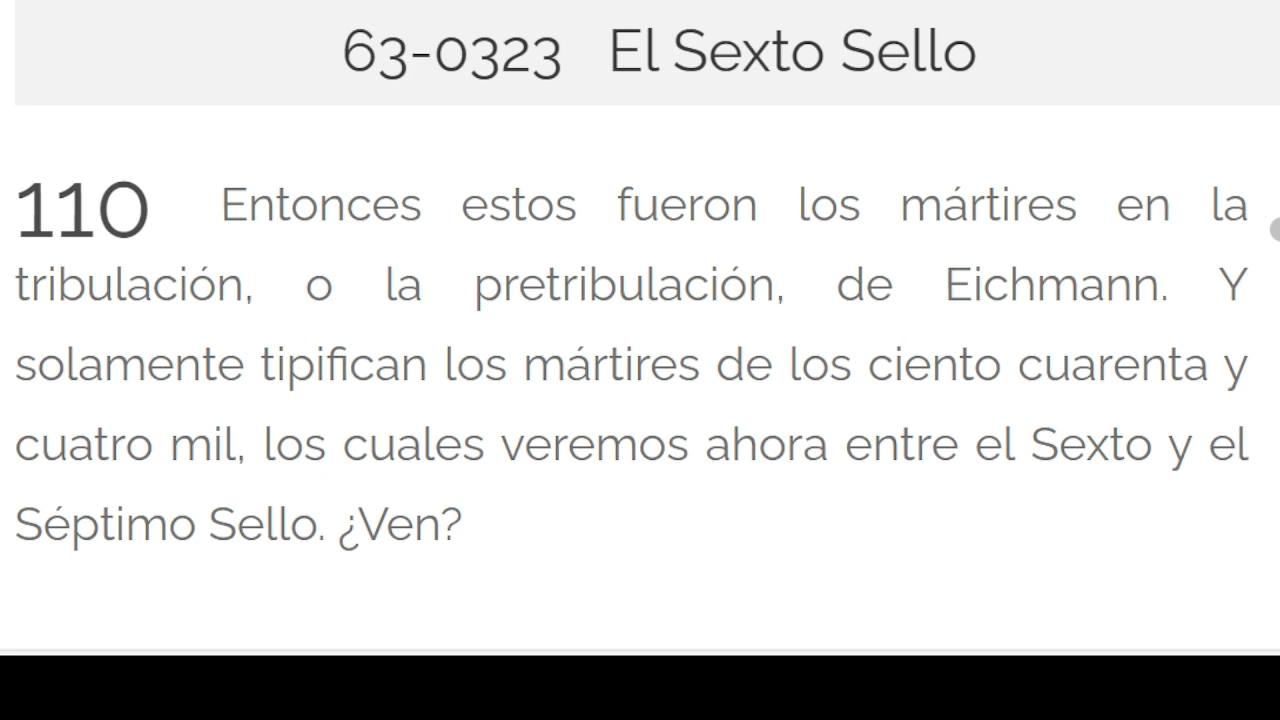 63-0323 El Sexto Sello
110 Entonces estos fueron los mártires en la
tribulación, o la pretribulación, de Eichmann. Y
solamente tipifican los mártires de los ciento cuarenta y
cuatro mil, los cuales veremos ahora entre el Sexto y el
Séptimo Sello. ¿Ven?